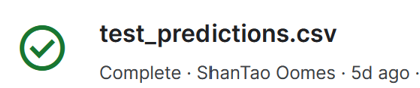 test_predictions.csv
Complete · ShanTao Oomes · 5d ago ·